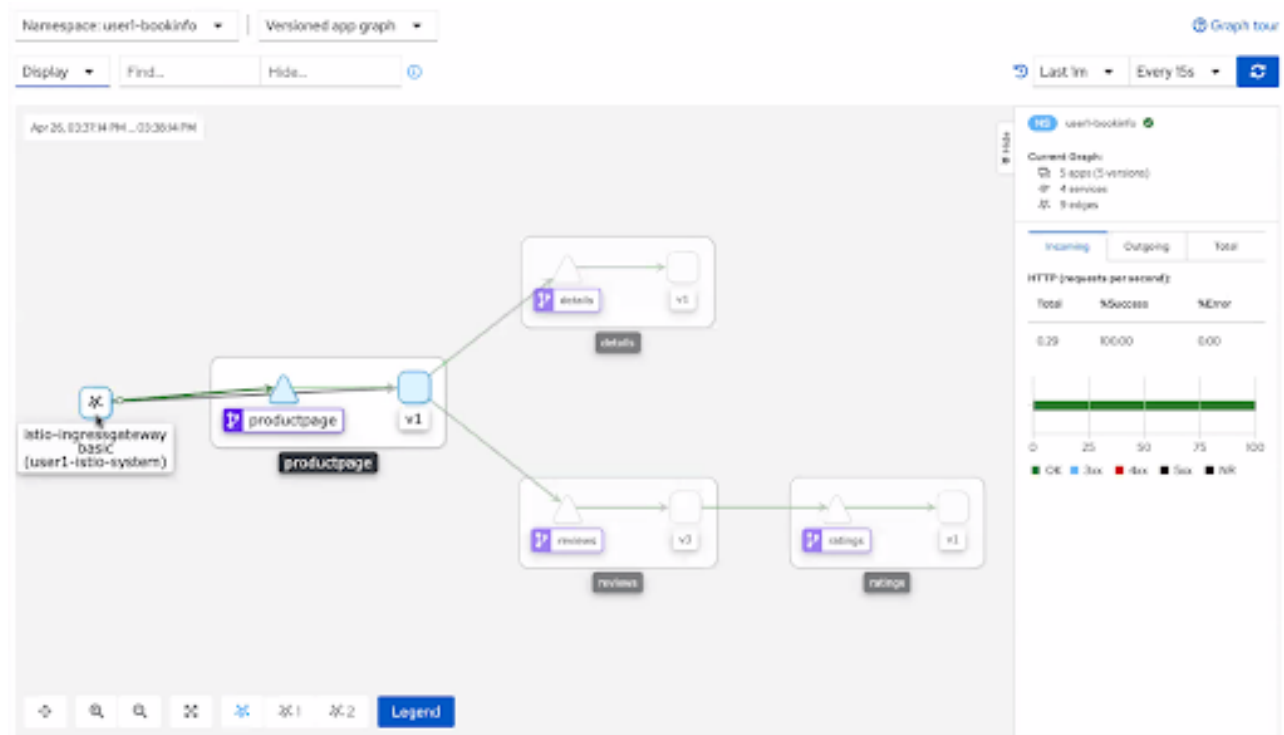 Namespace: user1-bookinfo
Versioned app graph
Graph tour
Display
Find...
Hide...
Last 1m
Every 15s
Apr 26, 03:37:14 PM ... 03:38:14 PM
Hide
NS user1-bookinfo
Current Graph:
5 apps (5 versions)
4 services
9 edges
Incoming
Outgoing
Total
HTTP (requests per second):
Total
%Success
%Error
0.29
100.00
0.00
0
25
50
75
100
OK
3xx
4xx
5xx
NR
details
v1
details
productpage
v1
productpage
istio-ingressgateway
basic
(user1-istio-system)
reviews
v3
reviews
ratings
v1
ratings
1
2
Legend